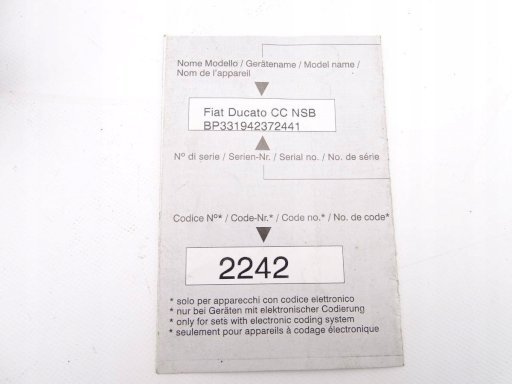 Nome Modello / Gerätename / Model name /
Nom de l'appareil
Fiat Ducato CC NSB
BP331942372441
Nº di serie / Serien-Nr. / Serial no. / No. de série
Codice Nº* / Code-Nr.* / Code no.* / No. de code*
2242
* solo per apparecchi con codice elettronico
* nur bei Geräten mit elektronischer Codierung
* only for sets with electronic coding system
* seulement pour appareils à codage électronique